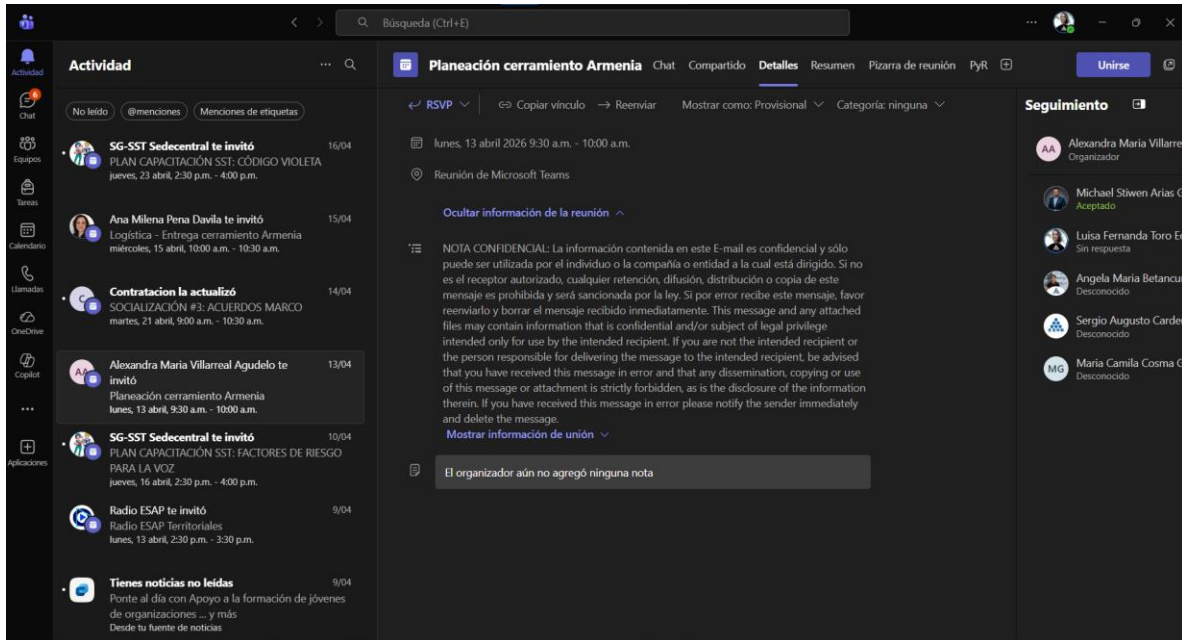 Búsqueda (Ctrl+E)
Actividad
Chat
6
Equipos
Tareas
Calendario
Llamadas
OneDrive
Copilot
Aplicaciones
Actividad
No leído
@menciones
Menciones de etiquetas
SG-SST Sedecentral te invitó 16/04
PLAN CAPACITACIÓN SST: CÓDIGO VIOLETA
jueves, 23 abril, 2:30 p.m. - 4:00 p.m.
Ana Milena Pena Davila te invitó 15/04
Logística - Entrega cerramiento Armenia
miércoles, 15 abril, 10:00 a.m. - 10:30 a.m.
C
Contratacion la actualizó 14/04
SOCIALIZACIÓN #3: ACUERDOS MARCO
martes, 21 abril, 9:00 a.m. - 10:30 a.m.
AA
Alexandra Maria Villarreal Agudelo te 13/04
invitó
Planeación cerramiento Armenia
lunes, 13 abril, 9:30 a.m. - 10:00 a.m.
SG-SST Sedecentral te invitó 10/04
PLAN CAPACITACIÓN SST: FACTORES DE RIESGO
PARA LA VOZ
jueves, 16 abril, 2:30 p.m. - 4:00 p.m.
Radio ESAP te invitó 9/04
Radio ESAP Territoriales
lunes, 13 abril, 2:30 p.m. - 3:30 p.m.
Tienes noticias no leídas 9/04
Ponte al día con Apoyo a la formación de jóvenes
de organizaciones ... y más
Desde tu fuente de noticias
Planeación cerramiento Armenia Chat Compartido Detalles Resumen Pizarra de reunión PyR Unirse
RSVP Copiar vínculo Reenviar Mostrar como: Provisional Categoría: ninguna
lunes, 13 abril 2026 9:30 a.m. - 10:00 a.m.
Reunión de Microsoft Teams
Ocultar información de la reunión
NOTA CONFIDENCIAL: La información contenida en este E-mail es confidencial y sólo
puede ser utilizada por el individuo o la compañía o entidad a la cual está dirigido. Si no
es el receptor autorizado, cualquier retención, difusión, distribución o copia de este
mensaje es prohibida y será sancionada por la ley. Si por error recibe este mensaje, favor
reenviarlo y borrar el mensaje recibido inmediatamente. This message and any attached
files may contain information that is confidential and/or subject of legal privilege
intended only for use by the intended recipient. If you are not the intended recipient or
the person responsible for delivering the message to the intended recipient, be advised
that you have received this message in error and that any dissemination, copying or use
of this message or attachment is strictly forbidden, as is the disclosure of the information
therein. If you have received this message in error please notify the sender immediately
and delete the message.
Mostrar información de unión
El organizador aún no agregó ninguna nota
Seguimiento
AA
Alexandra Maria Villarre
Organizador
Michael Stiwen Arias
Aceptado
Luisa Fernanda Toro
Sin respuesta
Angela Maria Betancur
Desconocido
Sergio Augusto Carde
Desconocido
MG
Maria Camila Cosma
Desconocido